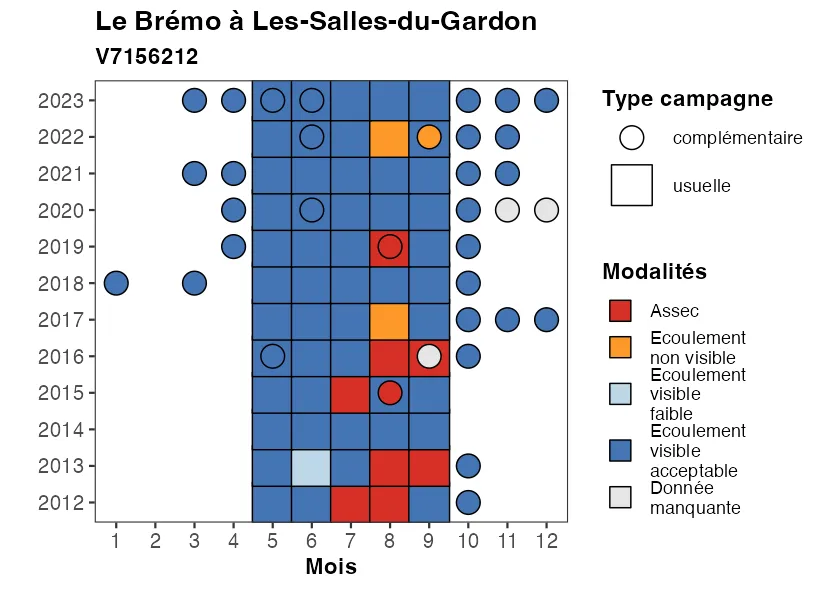 Le Brémo à Les-Salles-du-Gardon
V7156212
2023
2022
2021
2020
2019
2018
2017
2016
2015
2014
2013
2012
1 2 3 4 5 6 7 8 9 10 11 12
Mois
Type campagne
complémentaire
usuelle
Modalités
Assec
Ecoulement
non visible
Ecoulement
visible
faible
Ecoulement
visible
acceptable
Donnée
manquante